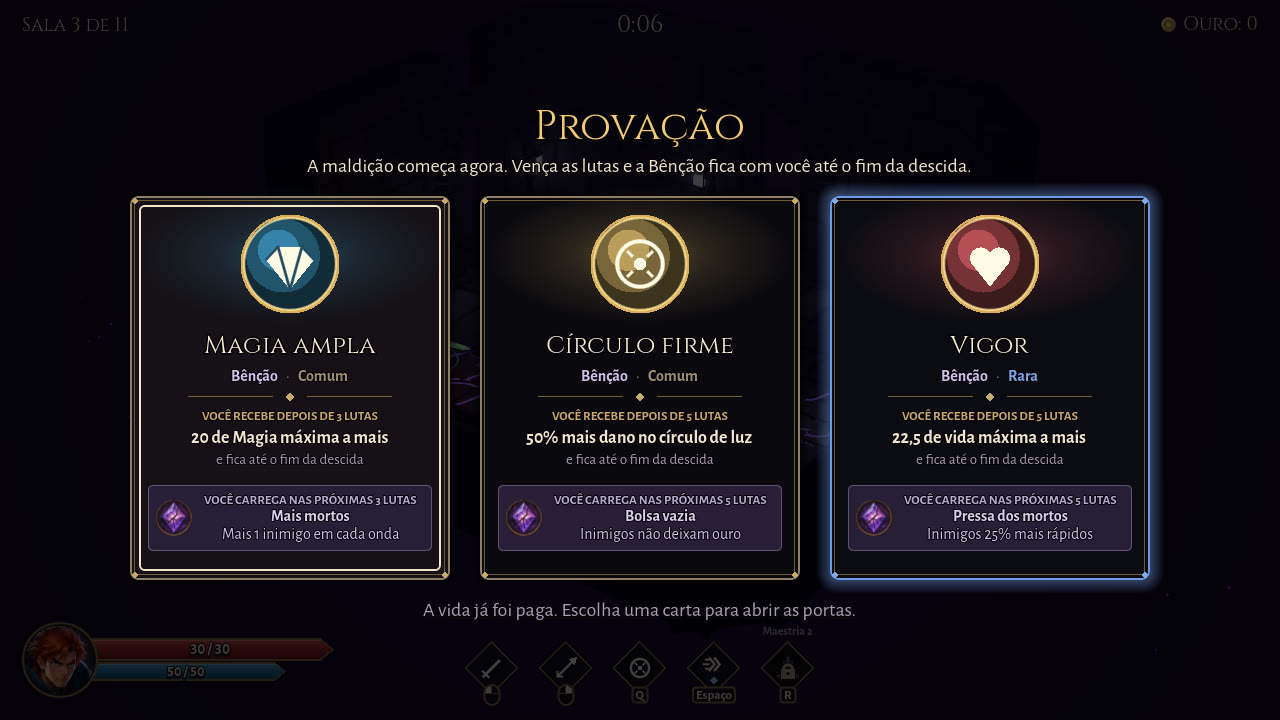 Sala 3 de 11
0:06
Ouro: 0
Provação
A maldição começa agora. Vença as lutas e a Bênção fica com você até o fim da descida.
Magia ampla
Bênção · Comum
VOCÊ RECEBE DEPOIS DE 3 LUTAS
20 de Magia máxima a mais
e fica até o fim da descida
VOCÊ CARREGA NAS PRÓXIMAS 3 LUTAS
Mais mortos
Mais 1 inimigo em cada onda
Círculo firme
Bênção · Comum
VOCÊ RECEBE DEPOIS DE 5 LUTAS
50% mais dano no círculo de luz
e fica até o fim da descida
VOCÊ CARREGA NAS PRÓXIMAS 5 LUTAS
Bolsa vazia
Inimigos não deixam ouro
Vigor
Bênção · Rara
VOCÊ RECEBE DEPOIS DE 5 LUTAS
22,5 de vida máxima a mais
e fica até o fim da descida
VOCÊ CARREGA NAS PRÓXIMAS 5 LUTAS
Pressa dos mortos
Inimigos 25% mais rápidos
A vida já foi paga. Escolha uma carta para abrir as portas.
Maestria 2
30/30
50/50
Q
Espaço
R